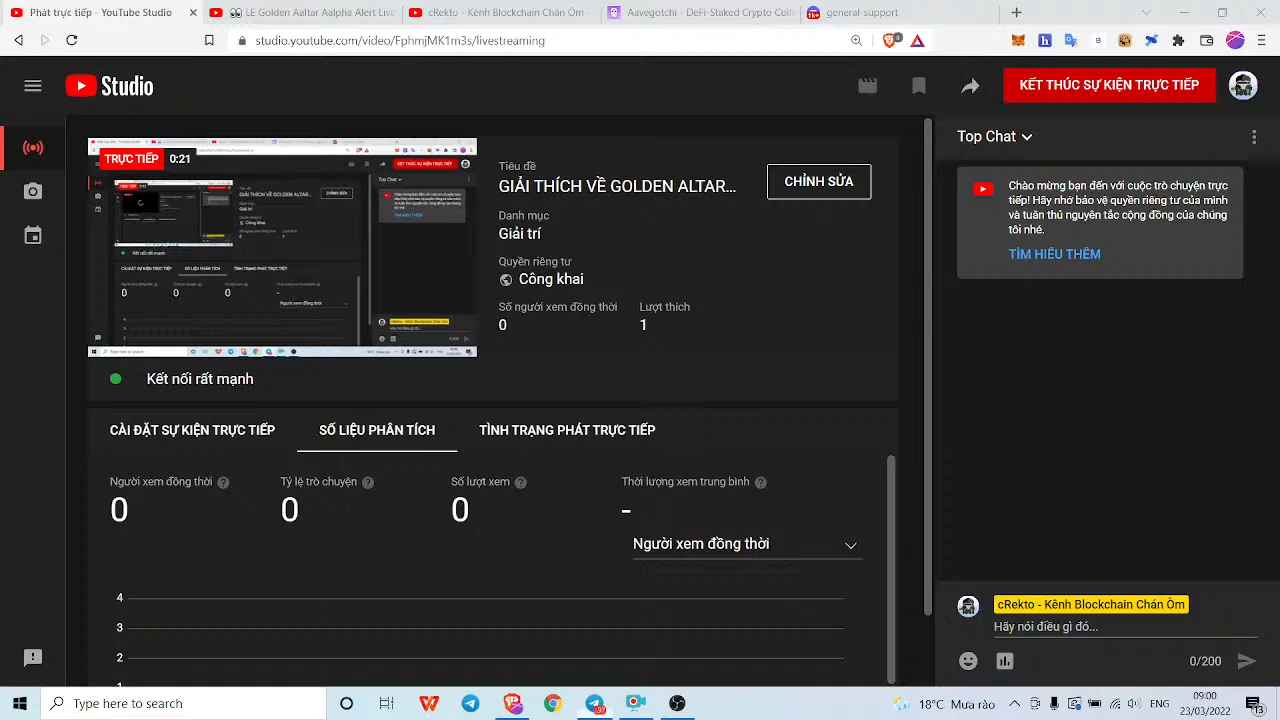 Phát trực tiếp - YouTube Studio
LE Golden Aaltar Aalpha Alert Live
cRekto - Kênh Blockchain Chán Ốm -
Aavegotchi - DeFi-Staked Crypto Colle
1K+
general-support
studio.youtube.com/video/FphmjMK1m3s/livestreaming
Studio
KẾT THÚC SỰ KIỆN TRỰC TIẾP
TRỰC TIẾP 0:21
Tiêu đề
GIẢI THÍCH VỀ GOLDEN ALTAR...
CHỈNH SỬA
Danh mục
Giải trí
Quyền riêng tư
Công khai
Số người xem đồng thời
Lượt thích
0
1
Kết nối rất mạnh
CÀI ĐẶT SỰ KIỆN TRỰC TIẾP
SỐ LIỆU PHÂN TÍCH
TÌNH TRẠNG PHÁT TRỰC TIẾP
Người xem đồng thời
Tỷ lệ trò chuyện
Số lượt xem
Thời lượng xem trung bình
0
0
0
-
Người xem đồng thời
4
3
2
1
Top Chat
Chào mừng bạn đến với cuộc trò chuyện trực
tiếp! Hãy nhớ bảo vệ quyền riêng tư của mình
và tuân thủ nguyên tắc cộng đồng của chúng
tôi nhé.
TÌM HIỂU THÊM
cRekto - Kênh Blockchain Chán Ốm
Hãy nói điều gì đó...
0/200
Type here to search
18°C Mưa rào
ENG
09:00
23/03/2022